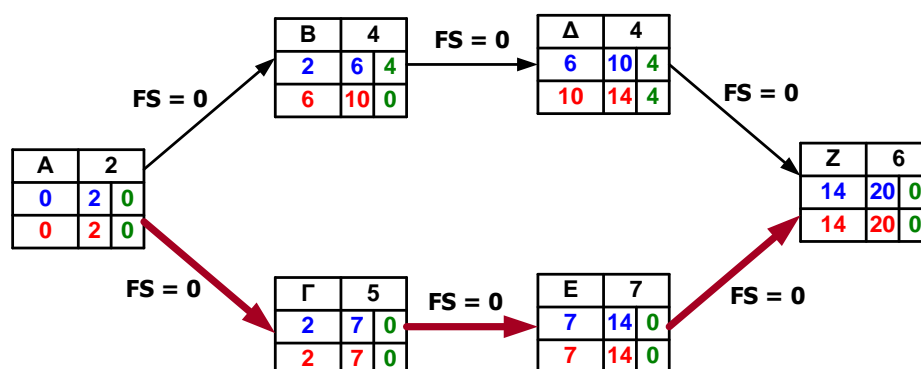 B 4
2 6 4
6 10 0
FS = 0
Δ 4
6 10 4
10 14 4
FS = 0
FS = 0
A 2
0 2 0
0 2 0
Z 6
14 20 0
14 20 0
FS = 0
Γ 5
2 7 0
2 7 0
FS = 0
E 7
7 14 0
7 14 0
FS = 0